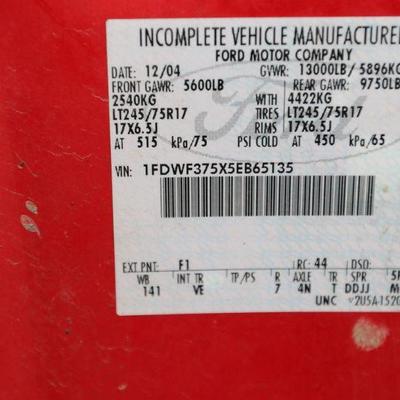 INCOMPLETE VEHICLE MANUFACTURE
FORD MOTOR COMPANY
DATE: 12/04 GVWR: 13000LB/ 5896K
FRONT GAWR: 5600LB REAR GAWR: 9750LB
2540KG WITH 4422KG
LT245/75R17 TIRES LT245/75R17
17X6.5J RIMS 17X6.5J
AT 515 kPa/75 PSI COLD AT 450 kPa/65
VIN: 1FDWF375X5EB65135
EXT PNT: F1 RC: 44 DSO:
WB INT TR TP/PS R AXLE TR SPR
141 VE 7 4N T DDJJ
UNC